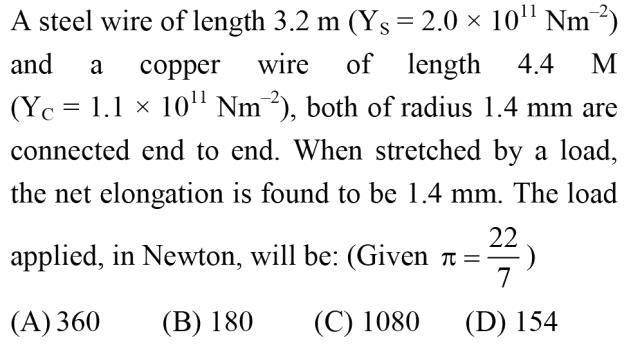 A steel wire of length 3.2 m (Y_S = 2.0 × 10^11 Nm^–2)
and a copper wire of length 4.4 M
(Y_C = 1.1 × 10^11 Nm^–2), both of radius 1.4 mm are
connected end to end. When stretched by a load,
the net elongation is found to be 1.4 mm. The load
applied, in Newton, will be: (Given π = 22/7)
(A) 360 (B) 180 (C) 1080 (D) 154